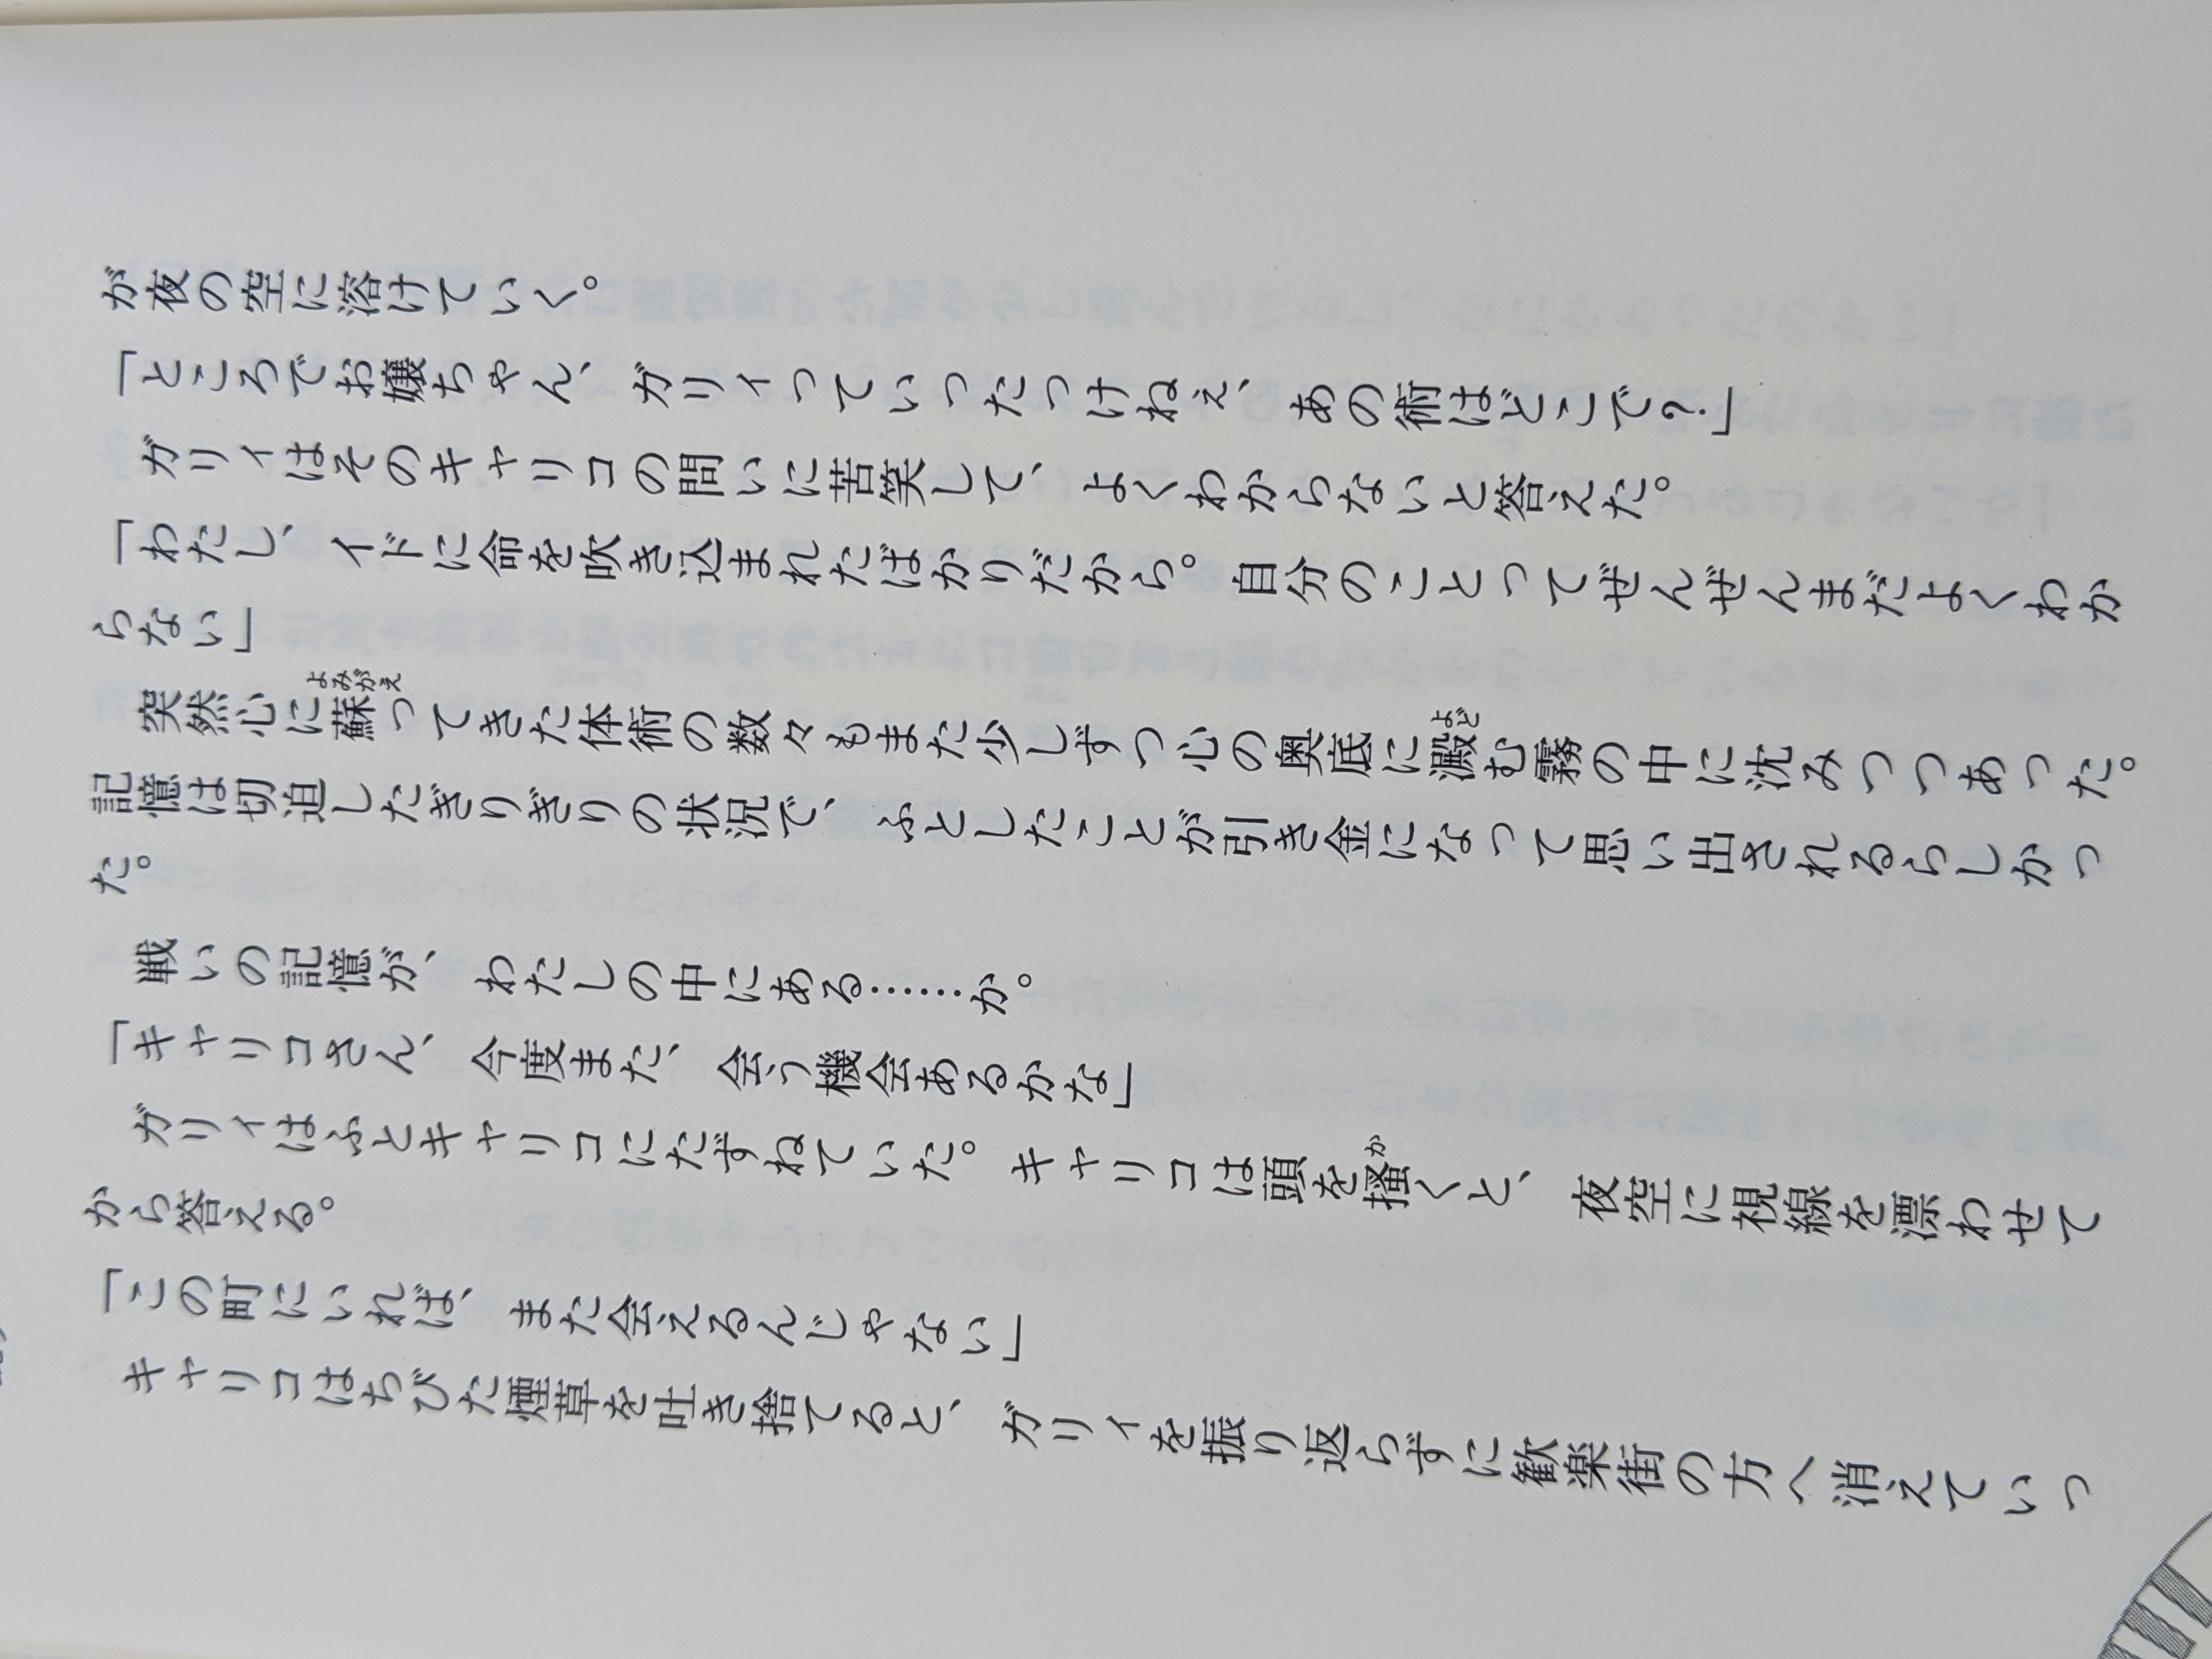 が夜の空に溶けていく。
「ところでお嬢ちゃん、ガリィっていったっけねぇ、あの術はどこで？」
ガリィはそのキャリコの問いに苦笑して、よくわからないと答えた。
「わたし、イドに命を吹き込まれたばかりだから。自分のことってぜんぜんまだよくわか
らない」
突然心に蘇ってきた体術の数々もまた少しずつ心の奥底に澱む霧の中に沈みつつあった。
よみがえ
よど
記憶は切迫したぎりぎりの状況で、ふとしたことが引き金になって思い出されるらしかっ
た。
戦いの記憶が、わたしの中にある……か。
「キャリコさん、今度また、会う機会あるかな」
ガリィはふとキャリコにたずねていた。キャリコは頭を掻くと、夜空に視線を漂わせて
か
から答える。
「この町にいれば、また会えるんじゃない」
キャリコはちびた煙草を吐き捨てると、ガリィを振り返らずに歓楽街の方へ消えていっ